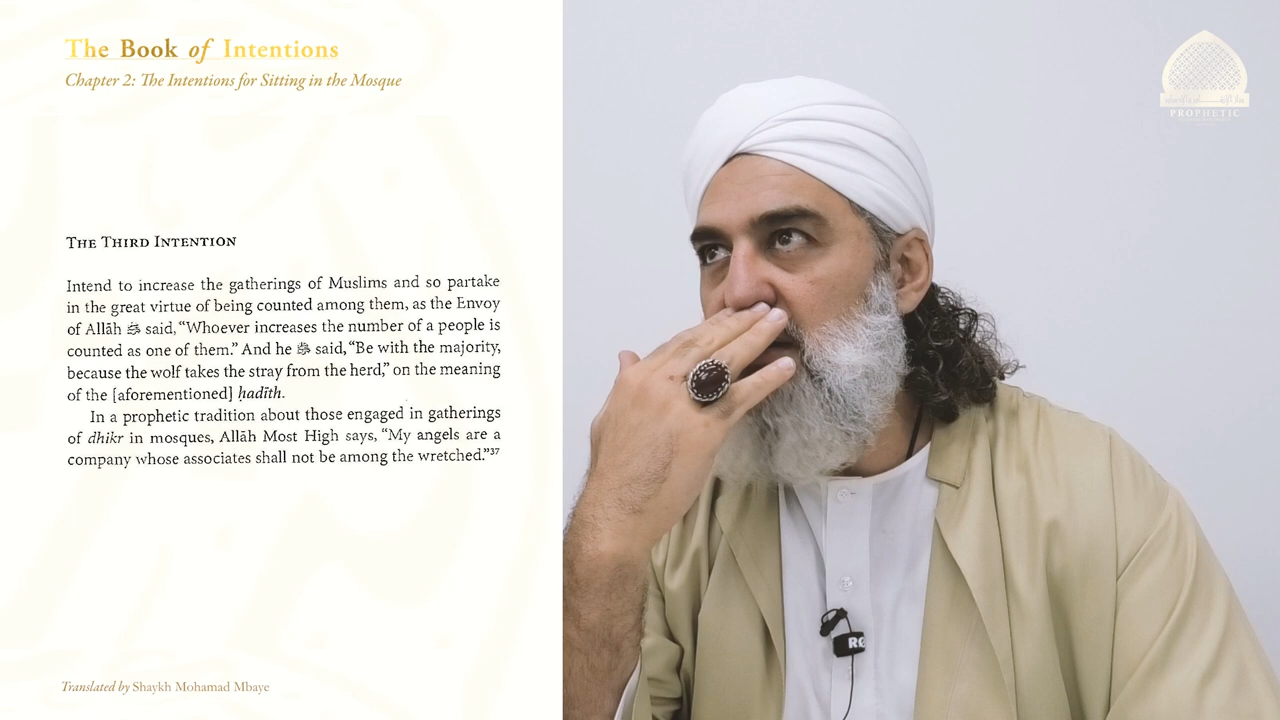 The Book of Intentions
Chapter 2: The Intentions for Sitting in the Mosque
The Third Intention
Intend to increase the gatherings of Muslims and so partake
in the great virtue of being counted among them, as the Envoy
of Allāh ﷺ said, “Whoever increases the number of a people is
counted as one of them.” And he ﷺ said, “Be with the majority,
because the wolf takes the stray from the herd,” on the meaning
of the [aforementioned] ḥadīth.
In a prophetic tradition about those engaged in gatherings
of dhikr in mosques, Allāh Most High says, “My angels are a
company whose associates shall not be among the wretched.”³⁷
Translated by Shaykh Mohamad Mbaye
PROPHETIC